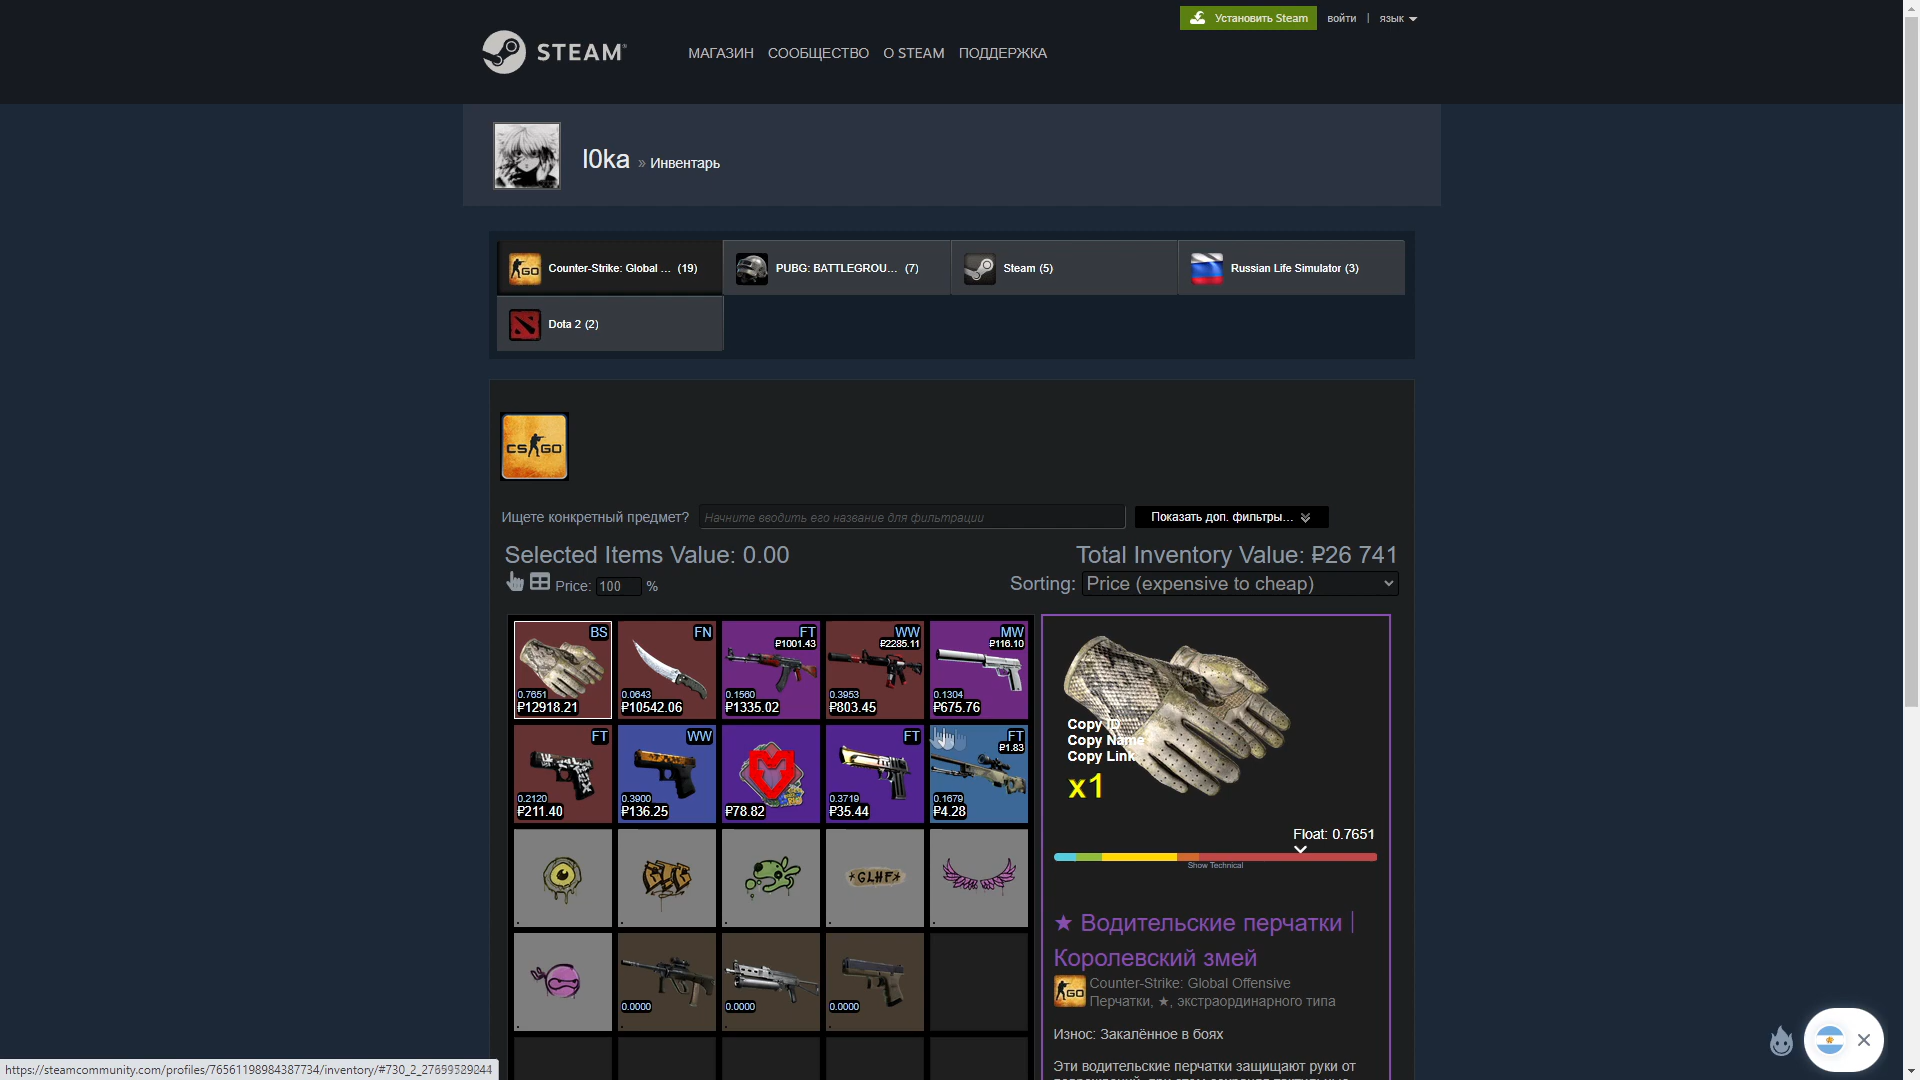 Установить Steam
войти | язык
STEAM
МАГАЗИН СООБЩЕСТВО О STEAM ПОДДЕРЖКА
l0ka » Инвентарь
Counter-Strike: Global ... (19)
PUBG: BATTLEGROU... (7)
Steam (5)
Russian Life Simulator (3)
Dota 2 (2)
CS GO
Ищете конкретный предмет? Начните вводить его название для фильтрации Показать доп. фильтры...
Selected Items Value: 0.00 Total Inventory Value: ₽26 741
Price: 100 % Sorting: Price (expensive to cheap)
BS 0.7651 ₽12918.21
FN 0.0643 ₽10542.06
FT ₽1001.43 0.1560 ₽1335.02
WW ₽2285.11 0.3953 ₽803.45
MW ₽116.10 0.1304 ₽675.76
FT 0.2120 ₽211.40
WW 0.3900 ₽136.25
₽78.82
FT 0.3719 ₽35.44
FT ₽1.83 0.1679 ₽4.28
GLHF
0.0000
0.0000
0.0000
Copy ID
Copy Name
Copy Link
x1
Float: 0.7651
Show Technical
★ Водительские перчатки |
Королевский змей
Counter-Strike: Global Offensive
Перчатки, ★, экстраординарного типа
Износ: Закалённое в боях
Эти водительские перчатки защищают руки от
https://steamcommunity.com/profiles/76561198984387734/inventory/#730_2_27659529244